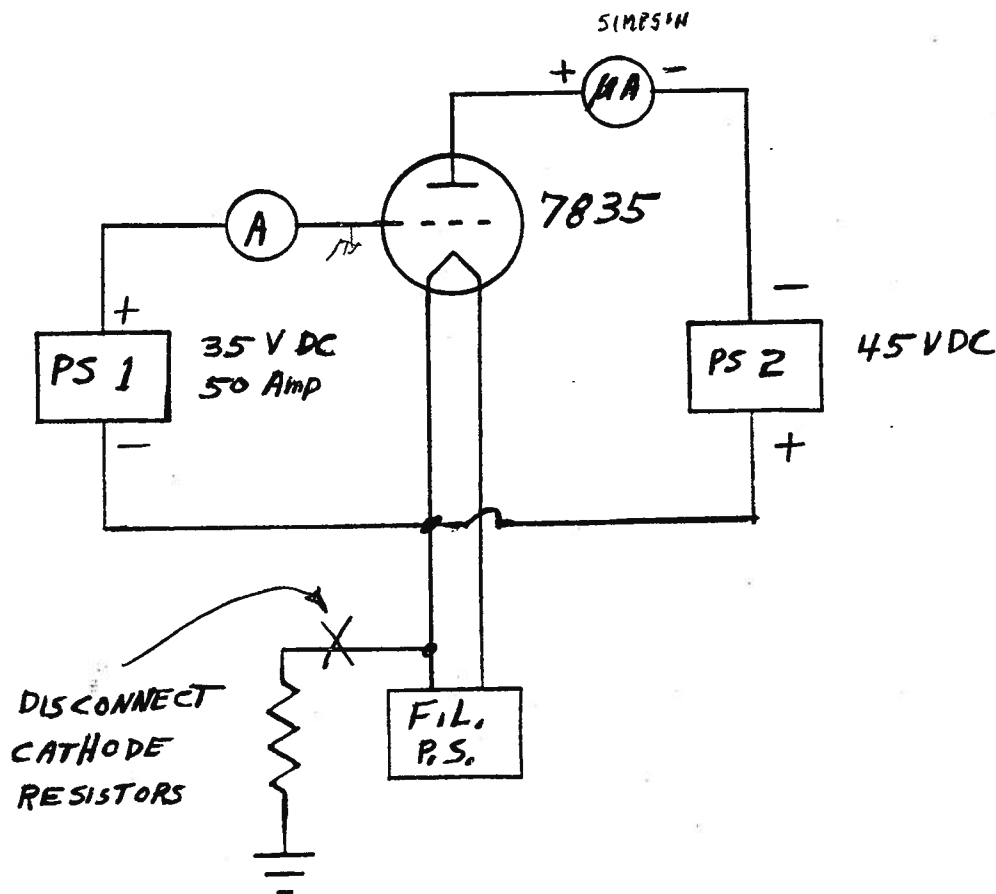 SIMPSON
+ µA -
7835
A
+
PS 1
-
35 V DC
50 Amp
-
PS 2
+
45 VDC
DISCONNECT
CATHODE
RESISTORS
FIL.
P.S.